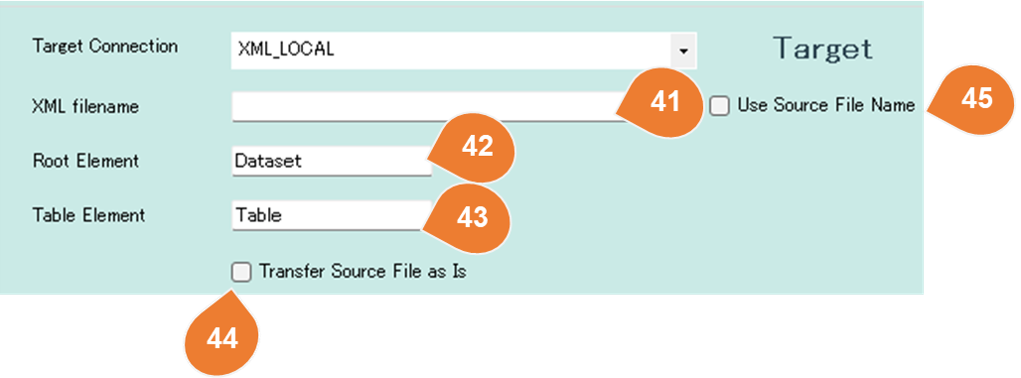 Target Connection XML_LOCAL Target
XML filename 41 Use Source File Name 45
Root Element Dataset 42
Table Element Table 43
Transfer Source File as Is
44